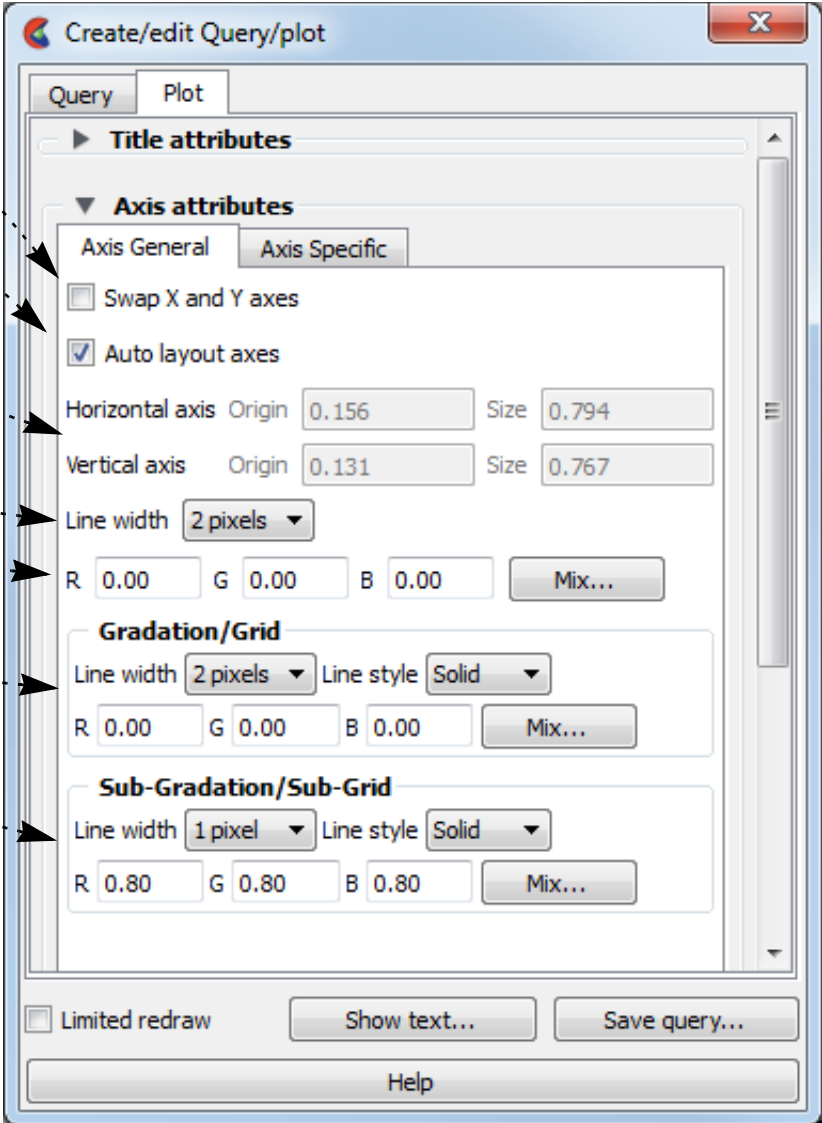 Create/edit Query/plot
Query Plot
Title attributes
Axis attributes
Axis General Axis Specific
Swap X and Y axes
Auto layout axes
Horizontal axis Origin 0.156 Size 0.794
Vertical axis Origin 0.131 Size 0.767
Line width 2 pixels
R 0.00 G 0.00 B 0.00 Mix...
Gradation/Grid
Line width 2 pixels Line style Solid
R 0.00 G 0.00 B 0.00 Mix...
Sub-Gradation/Sub-Grid
Line width 1 pixel Line style Solid
R 0.80 G 0.80 B 0.80 Mix...
Limited redraw Show text... Save query...
Help